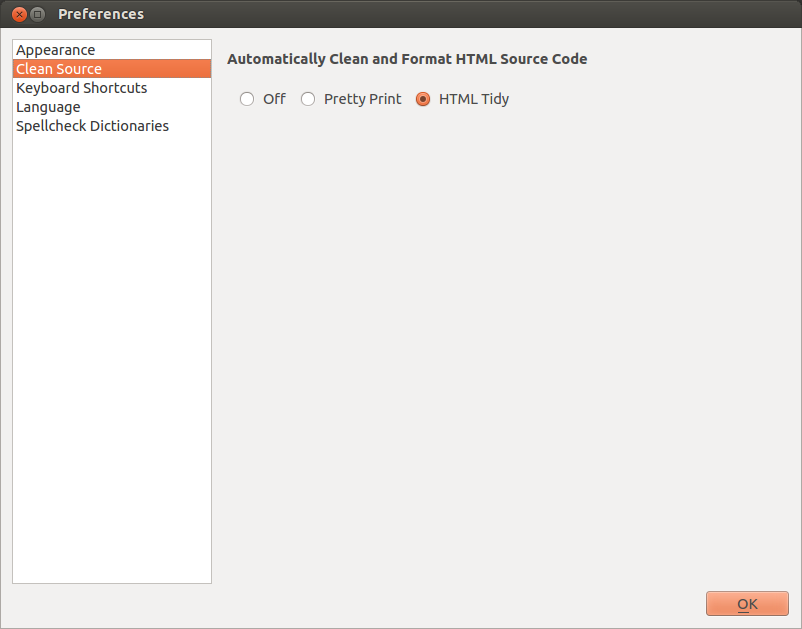 Preferences
Appearance
Clean Source
Keyboard Shortcuts
Language
Spellcheck Dictionaries
Automatically Clean and Format HTML Source Code
Off Pretty Print HTML Tidy
OK